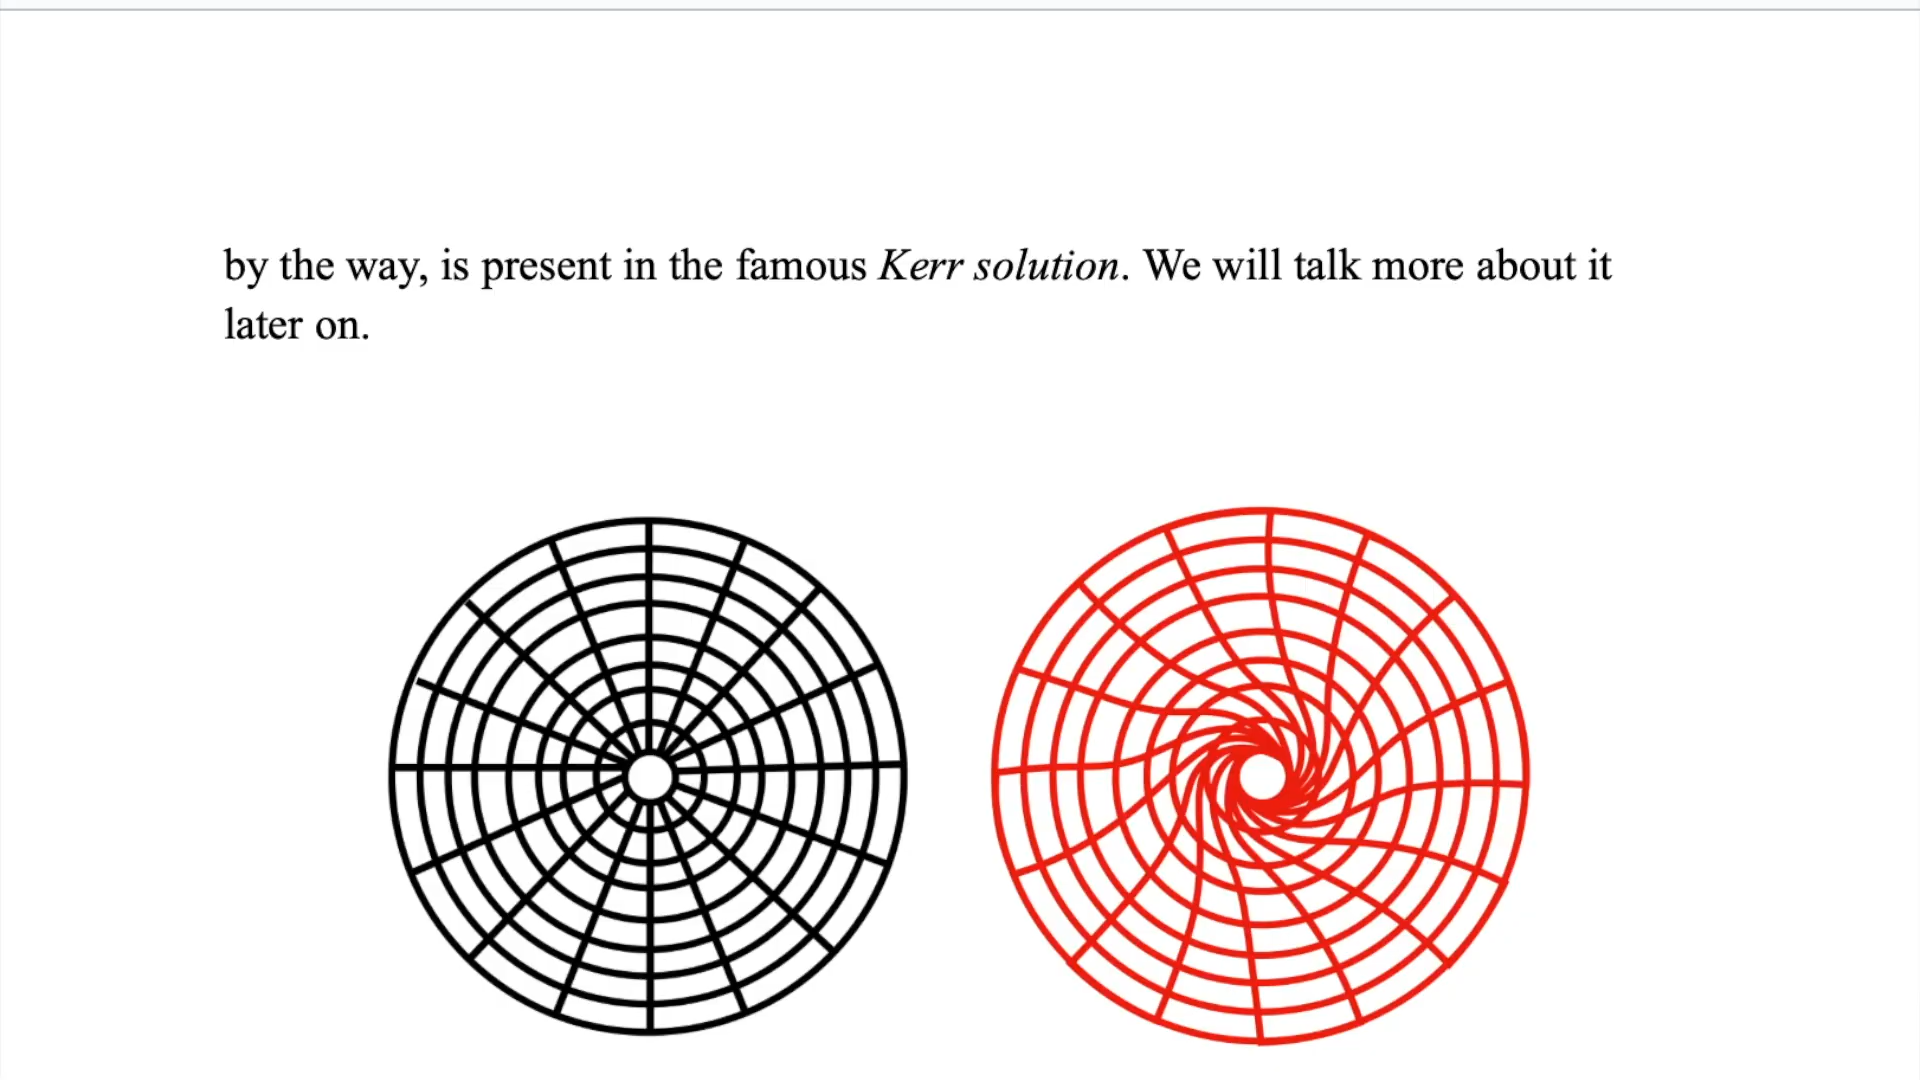 by the way, is present in the famous Kerr solution. We will talk more about it
later on.